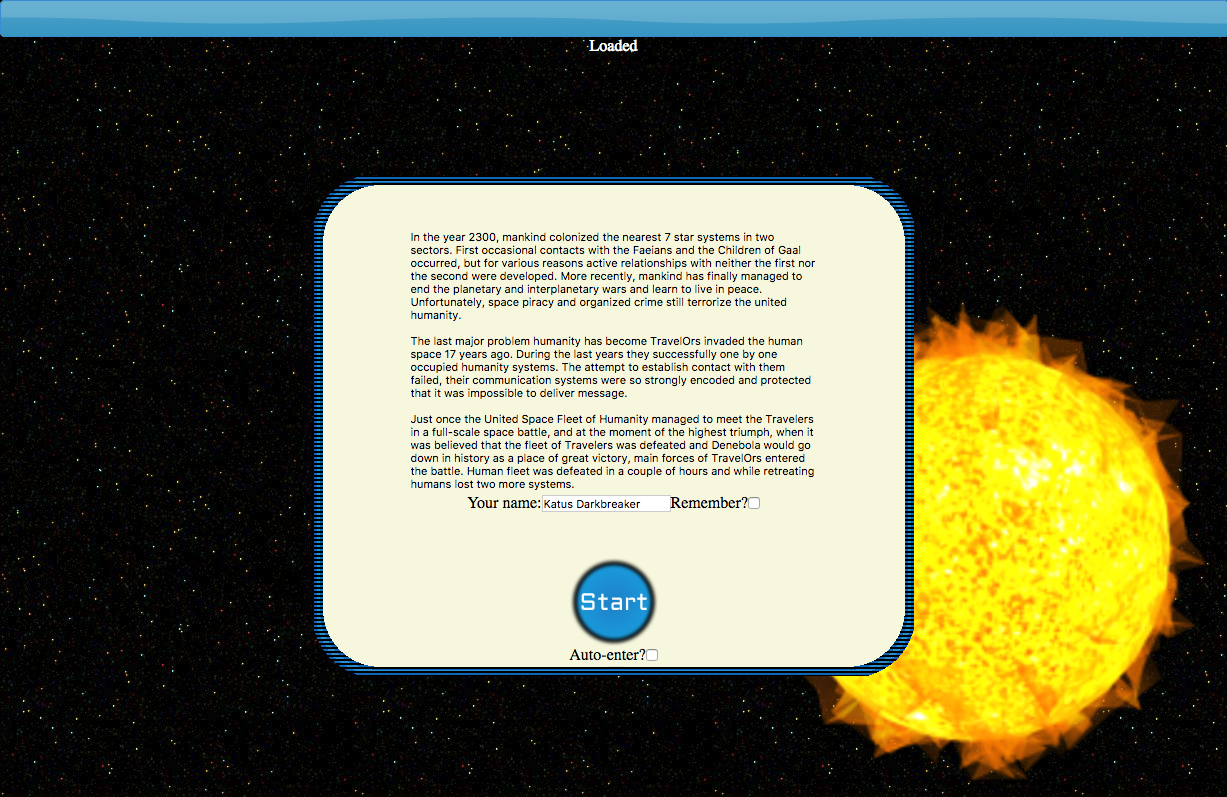 Loaded
In the year 2300, mankind colonized the nearest 7 star systems in two
sectors. First occasional contacts with the Faeians and the Children of Gaal
occurred, but for various reasons active relationships with neither the first nor
the second were developed. More recently, mankind has finally managed to
end the planetary and interplanetary wars and learn to live in peace.
Unfortunately, space piracy and organized crime still terrorize the united
humanity.
The last major problem humanity has become TravelOrs invaded the human
space 17 years ago. During the last years they successfully one by one
occupied humanity systems. The attempt to establish contact with them
failed, their communication systems were so strongly encoded and protected
that it was impossible to deliver message.
Just once the United Space Fleet of Humanity managed to meet the Travelers
in a full-scale space battle, and at the moment of the highest triumph, when it
was believed that the fleet of Travelers was defeated and Denebola would go
down in history as a place of great victory, main forces of TravelOrs entered
the battle. Human fleet was defeated in a couple of hours and while retreating
humans lost two more systems.
Your name: Katus Darkbreaker Remember?
Start
Auto-enter?